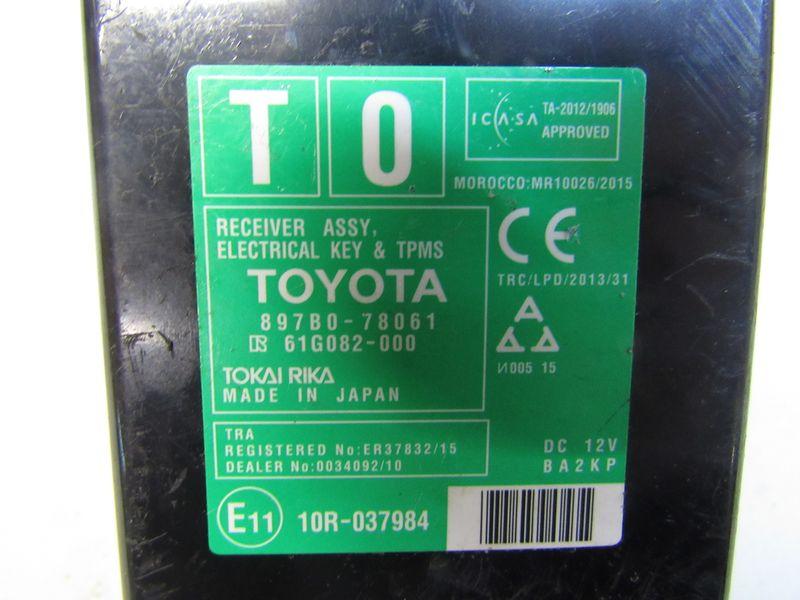 T O
ICASA TA-2012/1906
APPROVED
MOROCCO:MR10026/2015
RECEIVER ASSY,
ELECTRICAL KEY & TPMS
TOYOTA
897B0-78061
61G082-000
TOKAI RIKA
MADE IN JAPAN
CE
TRC/LPD/2013/31
И005 15
TRA
REGISTERED No:ER37832/15
DEALER No:0034092/10
DC 12V
BA2KP
E11 10R-037984